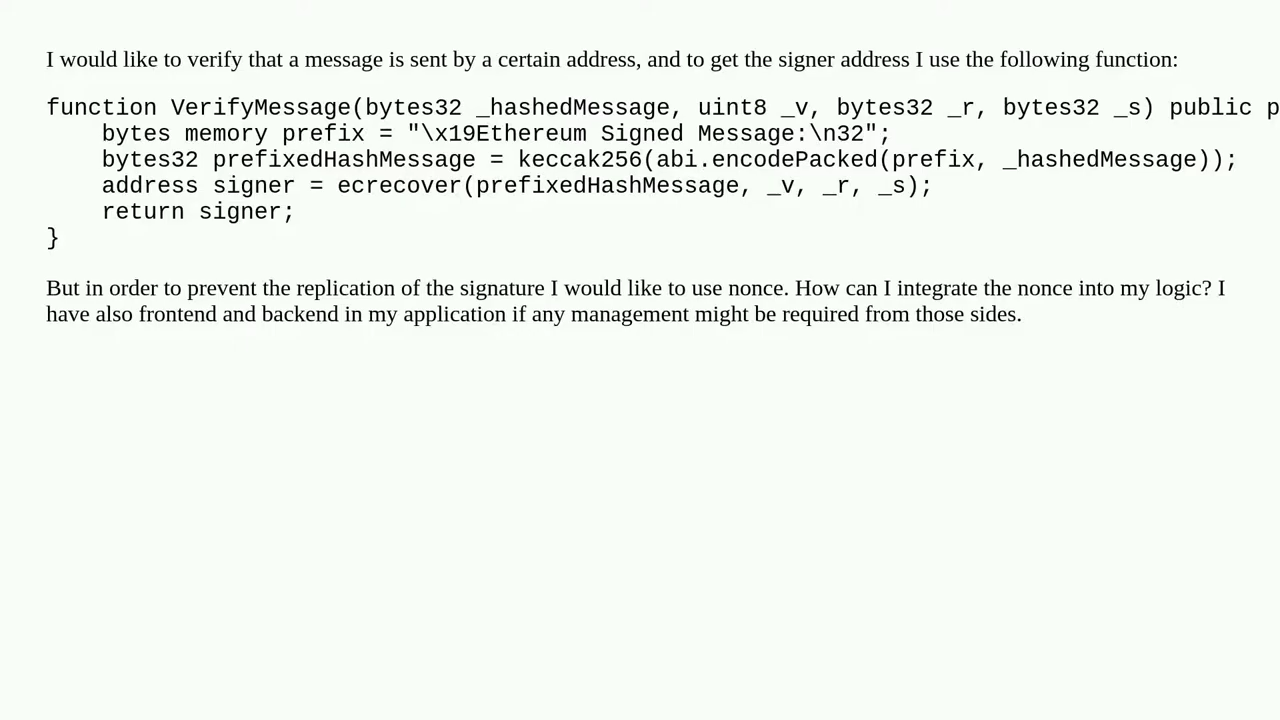 I would like to verify that a message is sent by a certain address, and to get the signer address I use the following function:
function VerifyMessage(bytes32 _hashedMessage, uint8 _v, bytes32 _r, bytes32 _s) public
    bytes memory prefix = "\x19Ethereum Signed Message:\n32";
    bytes32 prefixedHashMessage = keccak256(abi.encodePacked(prefix, _hashedMessage));
    address signer = ecrecover(prefixedHashMessage, _v, _r, _s);
    return signer;
}
But in order to prevent the replication of the signature I would like to use nonce. How can I integrate the nonce into my logic? I
have also frontend and backend in my application if any management might be required from those sides.